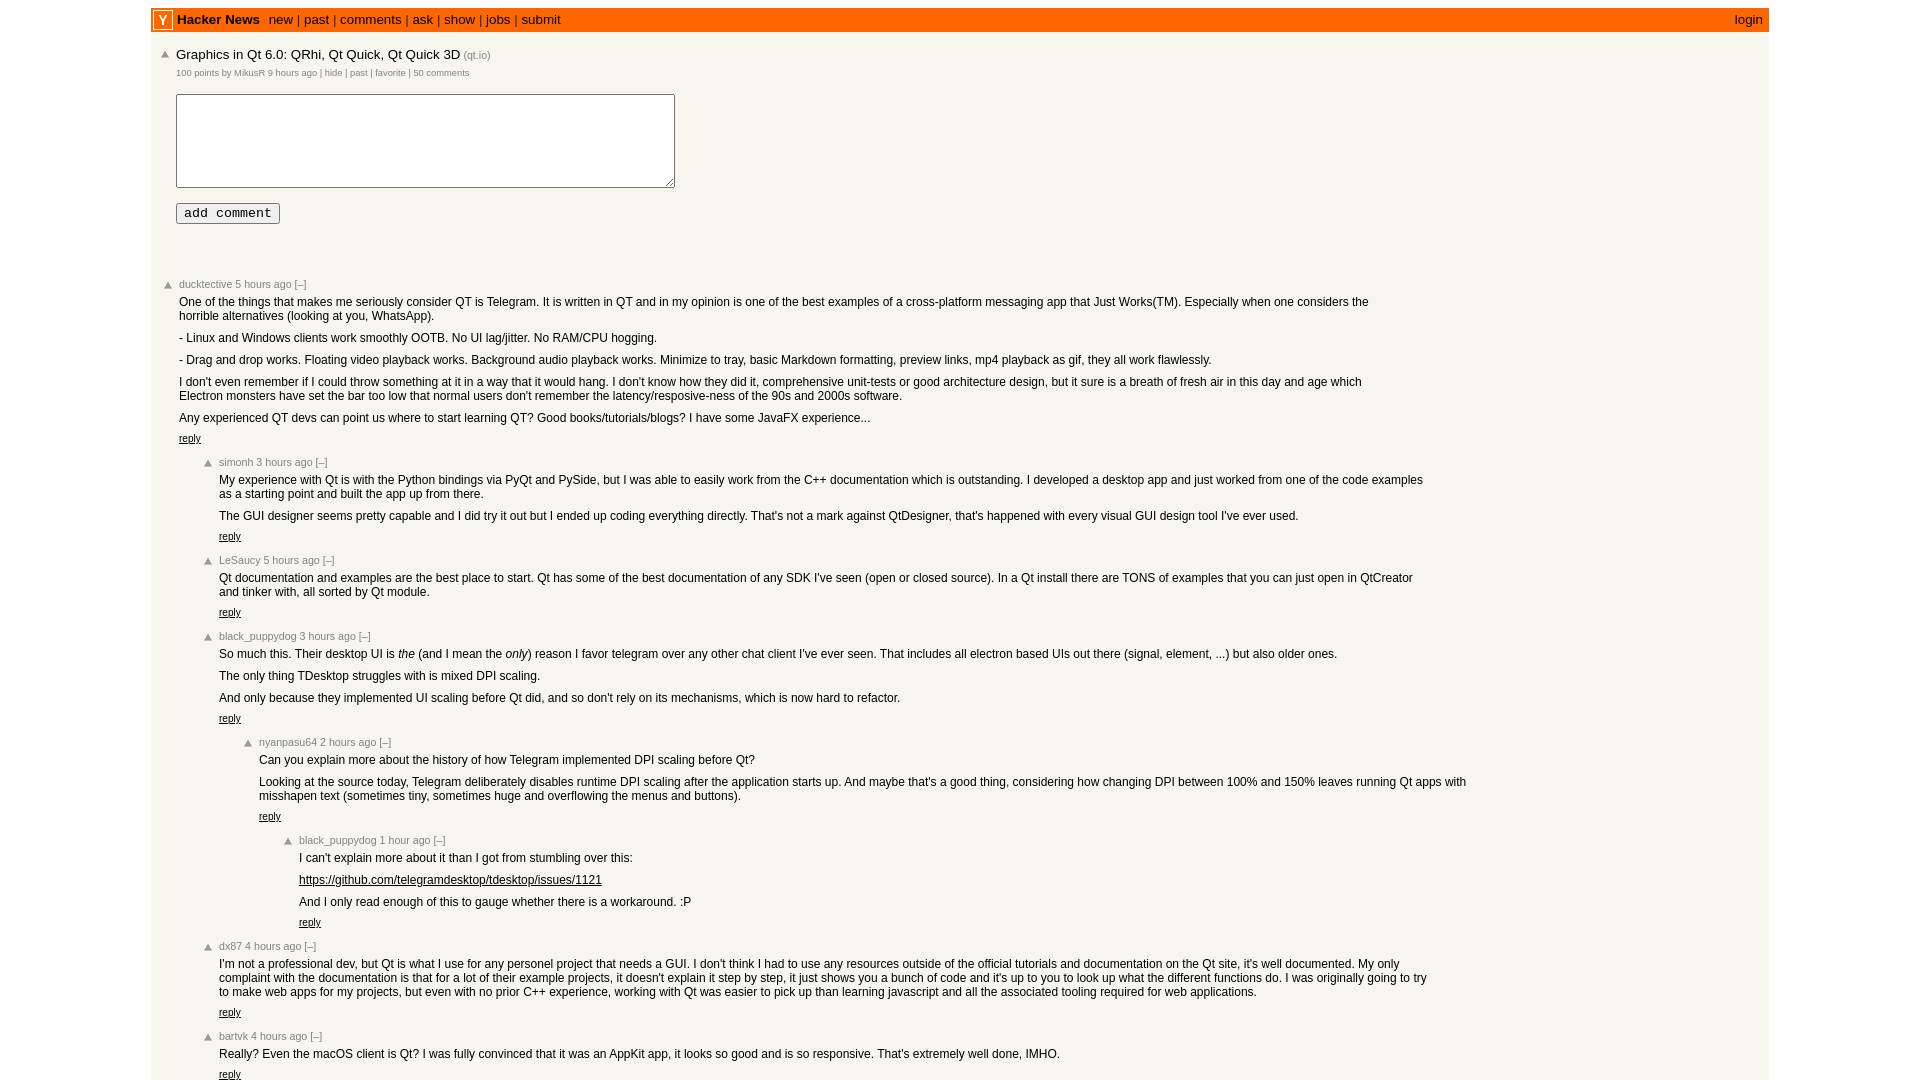 Y Hacker News new | past | comments | ask | show | jobs | submit login
Graphics in Qt 6.0: QRhi, Qt Quick, Qt Quick 3D (qt.io)
100 points by MikusR 9 hours ago | hide | past | favorite | 50 comments
add comment
ducktective 5 hours ago [–]
One of the things that makes me seriously consider QT is Telegram. It is written in QT and in my opinion is one of the best examples of a cross-platform messaging app that Just Works(TM). Especially when one considers the
horrible alternatives (looking at you, WhatsApp).
- Linux and Windows clients work smoothly OOTB. No UI lag/jitter. No RAM/CPU hogging.
- Drag and drop works. Floating video playback works. Background audio playback works. Minimize to tray, basic Markdown formatting, preview links, mp4 playback as gif, they all work flawlessly.
I don't even remember if I could throw something at it in a way that it would hang. I don't know how they did it, comprehensive unit-tests or good architecture design, but it sure is a breath of fresh air in this day and age which
Electron monsters have set the bar too low that normal users don't remember the latency/resposive-ness of the 90s and 2000s software.
Any experienced QT devs can point us where to start learning QT? Good books/tutorials/blogs? I have some JavaFX experience...
reply
simonh 3 hours ago [–]
My experience with Qt is with the Python bindings via PyQt and PySide, but I was able to easily work from the C++ documentation which is outstanding. I developed a desktop app and just worked from one of the code examples
as a starting point and built the app up from there.
The GUI designer seems pretty capable and I did try it out but I ended up coding everything directly. That's not a mark against QtDesigner, that's happened with every visual GUI design tool I've ever used.
reply
LeSaucy 5 hours ago [–]
Qt documentation and examples are the best place to start. Qt has some of the best documentation of any SDK I've seen (open or closed source). In a Qt install there are TONS of examples that you can just open in QtCreator
and tinker with, all sorted by Qt module.
reply
black_puppydog 3 hours ago [–]
So much this. Their desktop UI is the (and I mean the only) reason I favor telegram over any other chat client I've ever seen. That includes all electron based UIs out there (signal, element, ...) but also older ones.
The only thing TDesktop struggles with is mixed DPI scaling.
And only because they implemented UI scaling before Qt did, and so don't rely on its mechanisms, which is now hard to refactor.
reply
nyanpasu64 2 hours ago [–]
Can you explain more about the history of how Telegram implemented DPI scaling before Qt?
Looking at the source today, Telegram deliberately disables runtime DPI scaling after the application starts up. And maybe that's a good thing, considering how changing DPI between 100% and 150% leaves running Qt apps with
misshapen text (sometimes tiny, sometimes huge and overflowing the menus and buttons).
reply
black_puppydog 1 hour ago [–]
I can't explain more about it than I got from stumbling over this:
https://github.com/telegramdesktop/tdesktop/issues/1121
And I only read enough of this to gauge whether there is a workaround. :P
reply
dx87 4 hours ago [–]
I'm not a professional dev, but Qt is what I use for any personel project that needs a GUI. I don't think I had to use any resources outside of the official tutorials and documentation on the Qt site, it's well documented. My only
complaint with the documentation is that for a lot of their example projects, it doesn't explain it step by step, it just shows you a bunch of code and it's up to you to look up what the different functions do. I was originally going to try
to make web apps for my projects, but even with no prior C++ experience, working with Qt was easier to pick up than learning javascript and all the associated tooling required for web applications.
reply
bartvk 4 hours ago [–]
Really? Even the macOS client is Qt? I was fully convinced that it was an AppKit app, it looks so good and is so responsive. That's extremely well done, IMHO.
reply